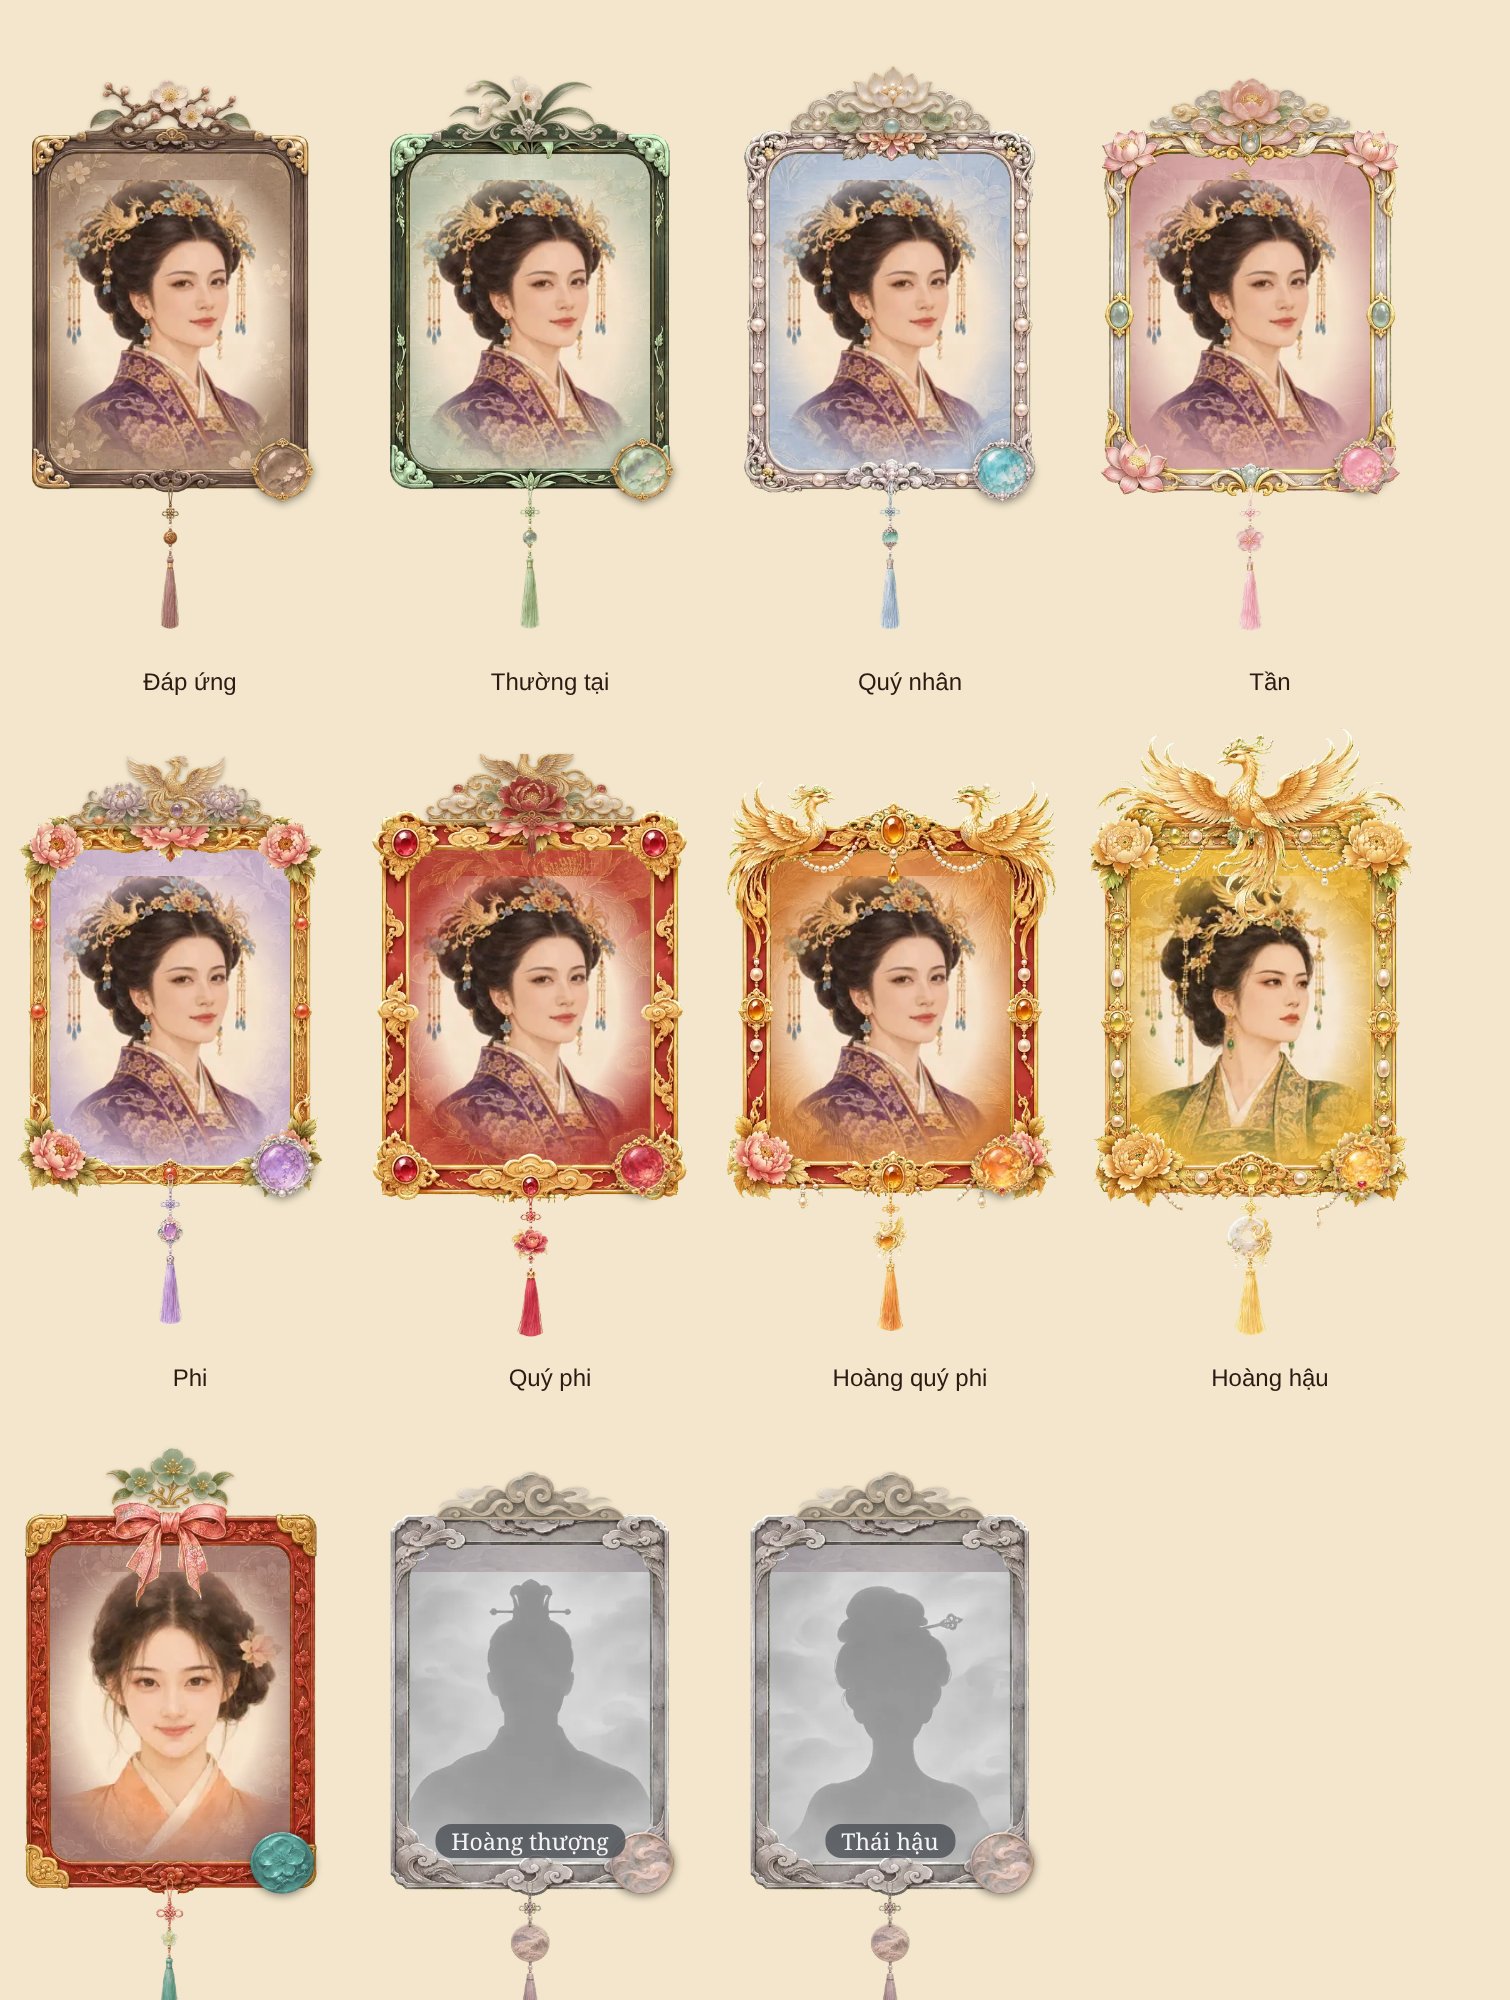 Đáp ứng
Thường tại
Quý nhân
Tần
Phi
Quý phi
Hoàng quý phi
Hoàng hậu
Hoàng thượng
Thái hậu